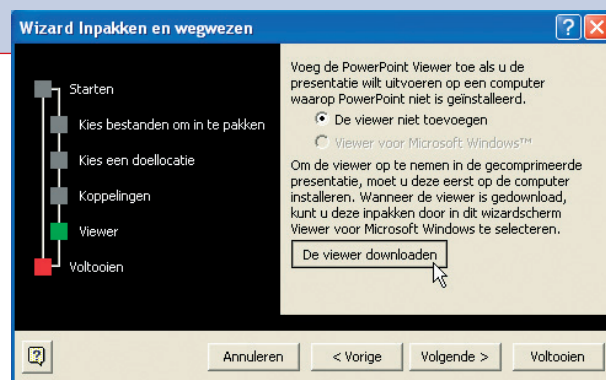 Wizard Inpakken en wegwezen
Starten
Kies bestanden om in te pakken
Kies een doellocatie
Koppelingen
Viewer
Voltooien
Voeg de PowerPoint Viewer toe als u de
presentatie wilt uitvoeren op een computer
waarop PowerPoint niet is geïnstalleerd.
De viewer niet toevoegen
Viewer voor Microsoft Windows™
Om de viewer op te nemen in de gecomprimeerde
presentatie, moet u deze eerst op de computer
installeren. Wanneer de viewer is gedownload,
kunt u deze inpakken door in dit wizardscherm
Viewer voor Microsoft Windows te selecteren.
De viewer downloaden
Annuleren
< Vorige
Volgende >
Voltooien